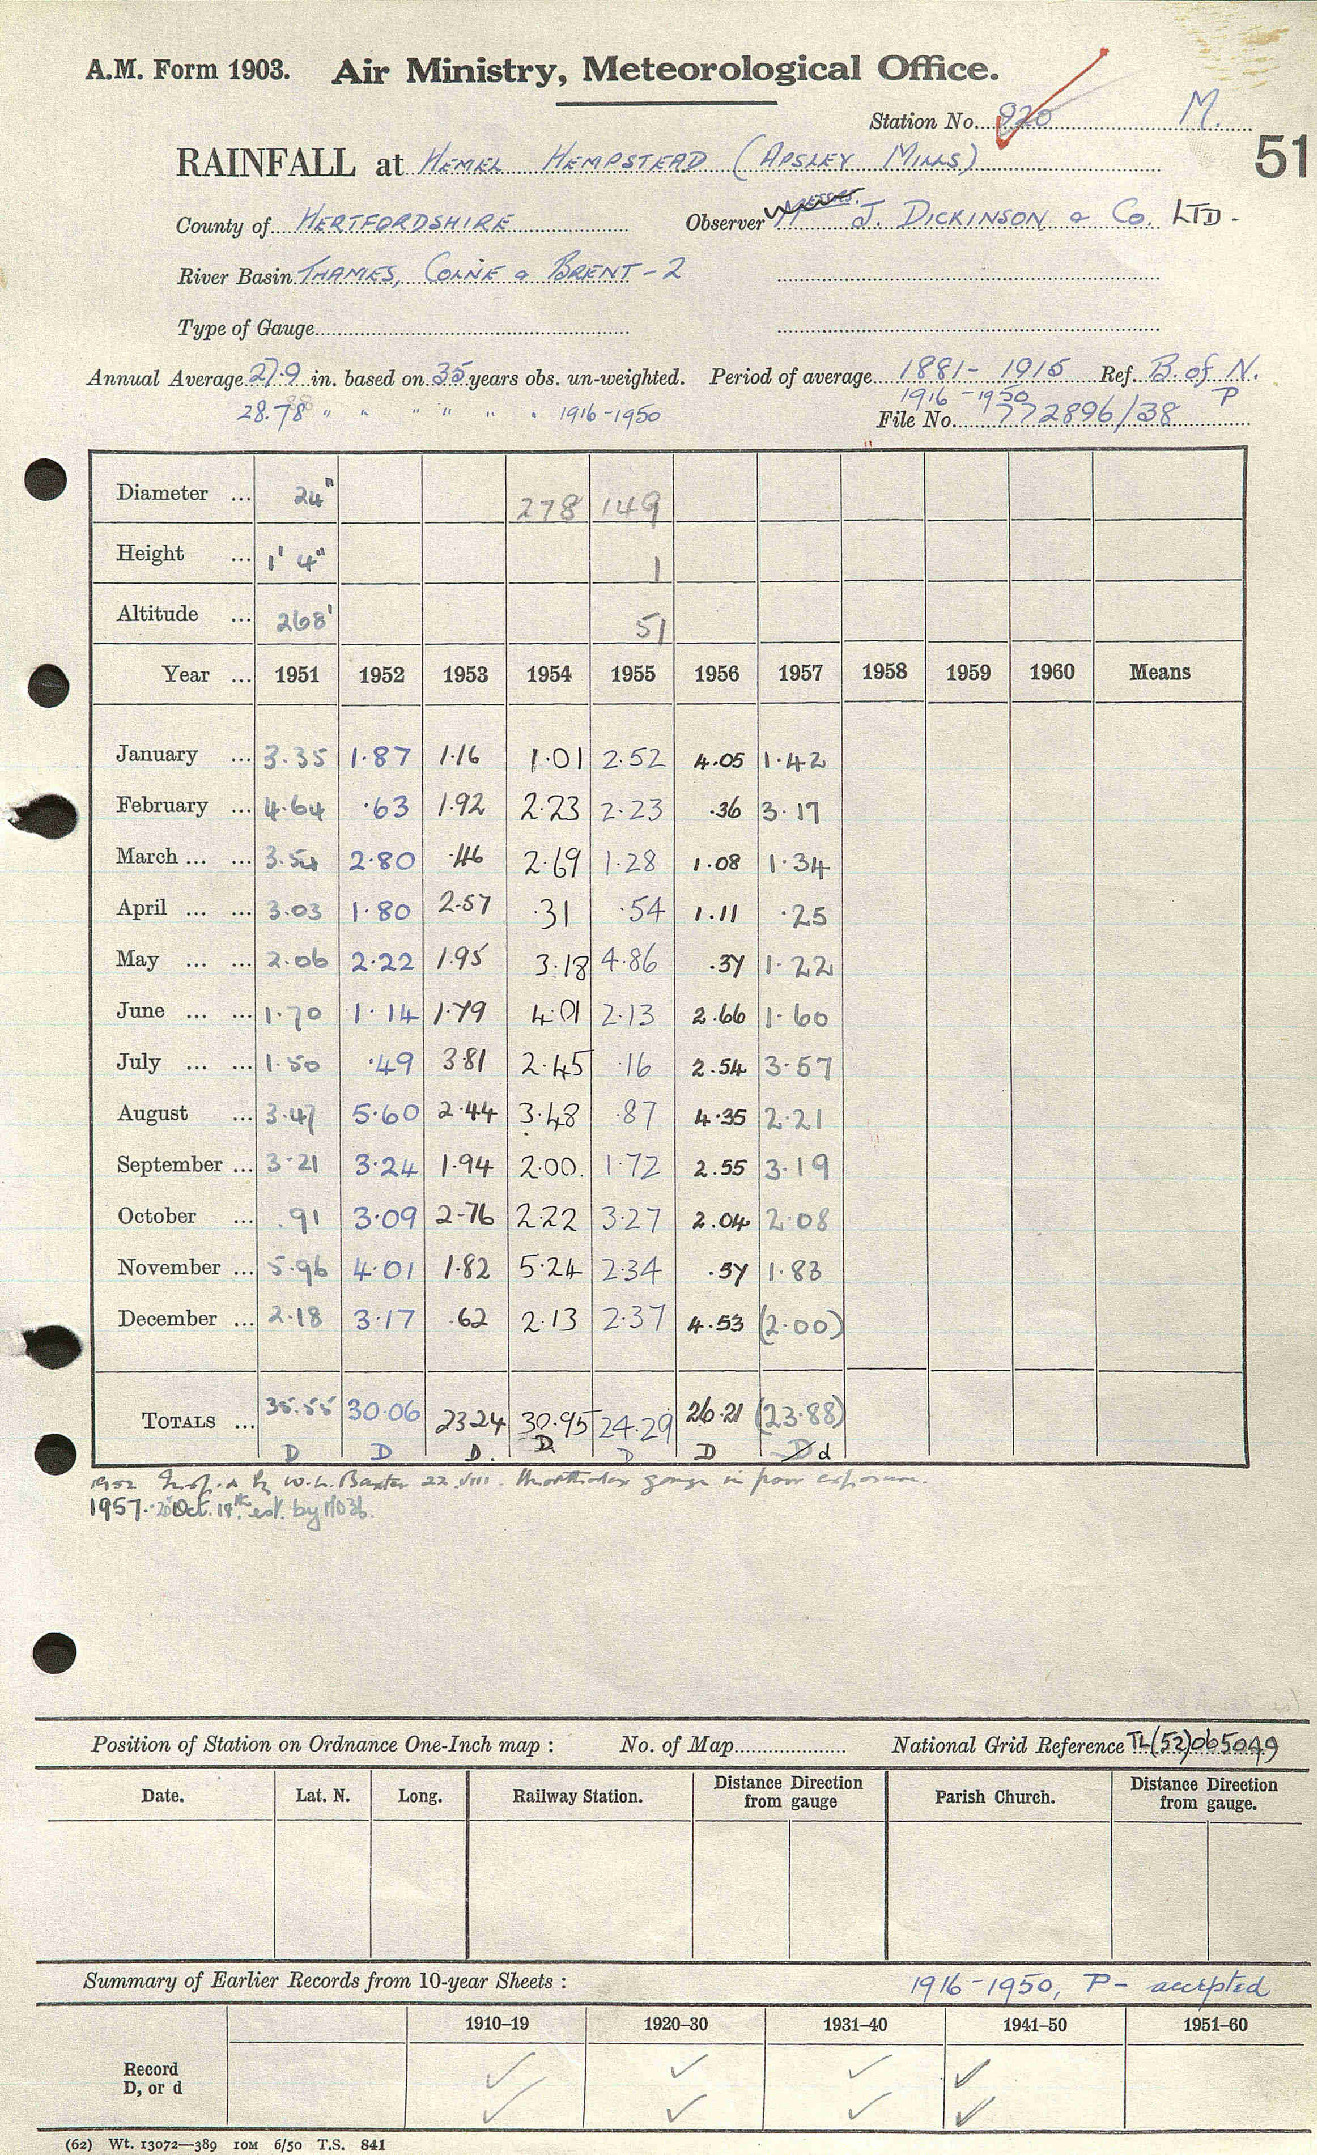 A.M. Form 1903. Air Ministry, Meteorological Office.
Station No. 920 M.
51
RAINFALL at HEMEL HEMPSTEAD (APSLEY MILLS)
County of HERTFORDSHIRE Observer J. DICKINSON & Co. LTD.
River Basin THAMES, COLNE & BRENT-2
Type of Gauge
Annual Average 27.9 in. based on 35 years obs. un-weighted. Period of average 1881-1915 Ref. B of N.
1916-1950 P
28.78 " " " " " " 1916-1950 File No. 772896/38
Diameter ... 24" 278 149
Height ... 1' 4" 1
Altitude ... 268' 51
Year ... 1951 1952 1953 1954 1955 1956 1957 1958 1959 1960 Means
January ... 3.35 1.87 1.16 1.01 2.52 4.05 1.42
February ... 4.64 .63 1.92 2.23 2.23 .36 3.17
March ... ... 3.54 2.80 .46 2.69 1.28 1.08 1.34
April ... ... 3.03 1.80 2.57 .31 .54 1.11 .25
May ... ... 2.06 2.22 1.95 3.18 4.86 .37 1.22
June ... ... 1.70 1.14 1.79 4.01 2.13 2.66 1.60
July ... ... 1.50 .49 3.81 2.45 .16 2.54 3.57
August ... 3.47 5.60 2.44 3.48 .87 4.35 2.21
September ... 3.21 3.24 1.94 2.00 1.72 2.55 3.19
October ... .91 3.09 2.76 2.22 3.27 2.04 2.08
November ... 5.96 4.01 1.82 5.24 2.34 .57 1.83
December ... 2.18 3.17 .62 2.13 2.37 4.53 (2.00)
TOTALS ... 35.55 30.06 23.24 30.95 24.29 26.21 (23.88)
D D D. D D D D d
1952 by W.L. Baxter 22.VIII. gauge in poor exposure.
1957. Oct. 19th. est. by M03b.
Position of Station on Ordnance One-Inch map : No. of Map National Grid Reference TL(52)065049
Date. Lat. N. Long. Railway Station. Distance Direction from gauge Parish Church. Distance Direction from gauge.
Summary of Earlier Records from 10-year Sheets : 1916-1950, P- accepted
1910–19 1920–30 1931–40 1941–50 1951–60
Record ✓ ✓ ✓ ✓
D, or d ✓ ✓ ✓ ✓
(62) Wt. 13072—389 10M 6/50 T.S. 841